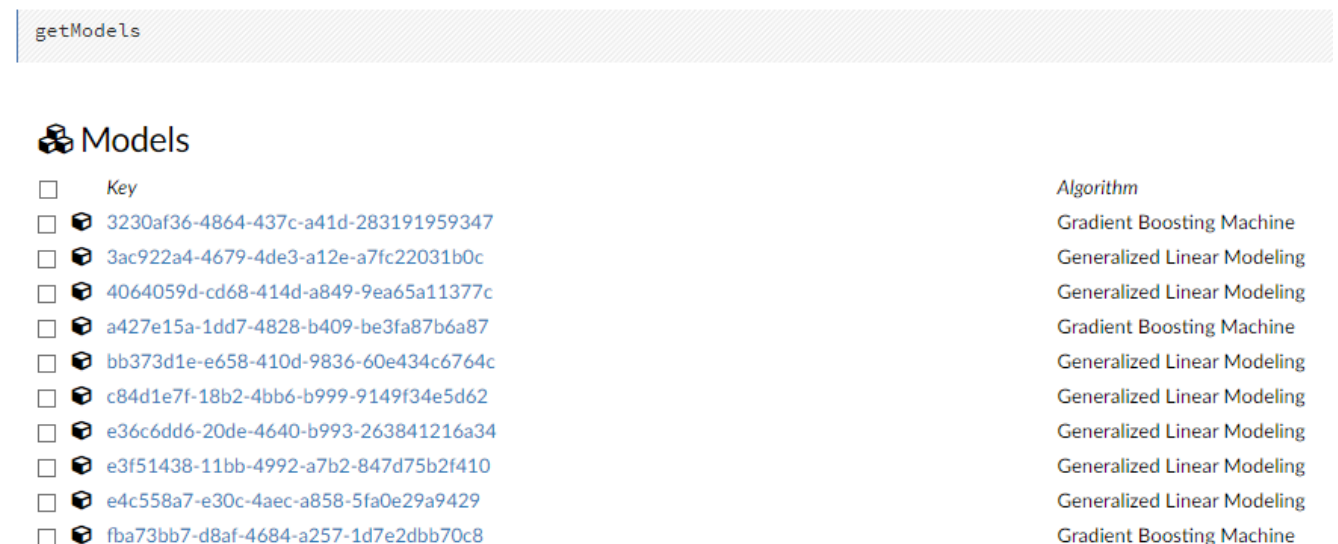 getModels
Models
Key Algorithm
3230af36-4864-437c-a41d-283191959347 Gradient Boosting Machine
3ac922a4-4679-4de3-a12e-a7fc22031b0c Generalized Linear Modeling
4064059d-cd68-414d-a849-9ea65a11377c Generalized Linear Modeling
a427e15a-1dd7-4828-b409-be3fa87b6a87 Gradient Boosting Machine
bb373d1e-e658-410d-9836-60e434c6764c Generalized Linear Modeling
c84d1e7f-18b2-4bb6-b999-9149f34e5d62 Generalized Linear Modeling
e36c6dd6-20de-4640-b993-263841216a34 Generalized Linear Modeling
e3f51438-11bb-4992-a7b2-847d75b2f410 Generalized Linear Modeling
e4c558a7-e30c-4aec-a858-5fa0e29a9429 Generalized Linear Modeling
fba73bb7-d8af-4684-a257-1d7e2dbb70c8 Gradient Boosting Machine